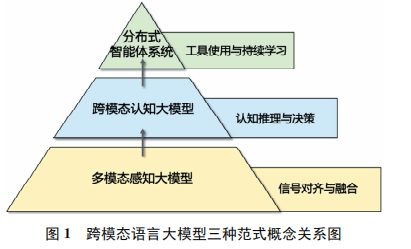 分布式
智能体系统
工具使用与持续学习
跨模态认知大模型
认知推理与决策
多模态感知大模型
信号对齐与融合
图 1 跨模态语言大模型三种范式概念关系图